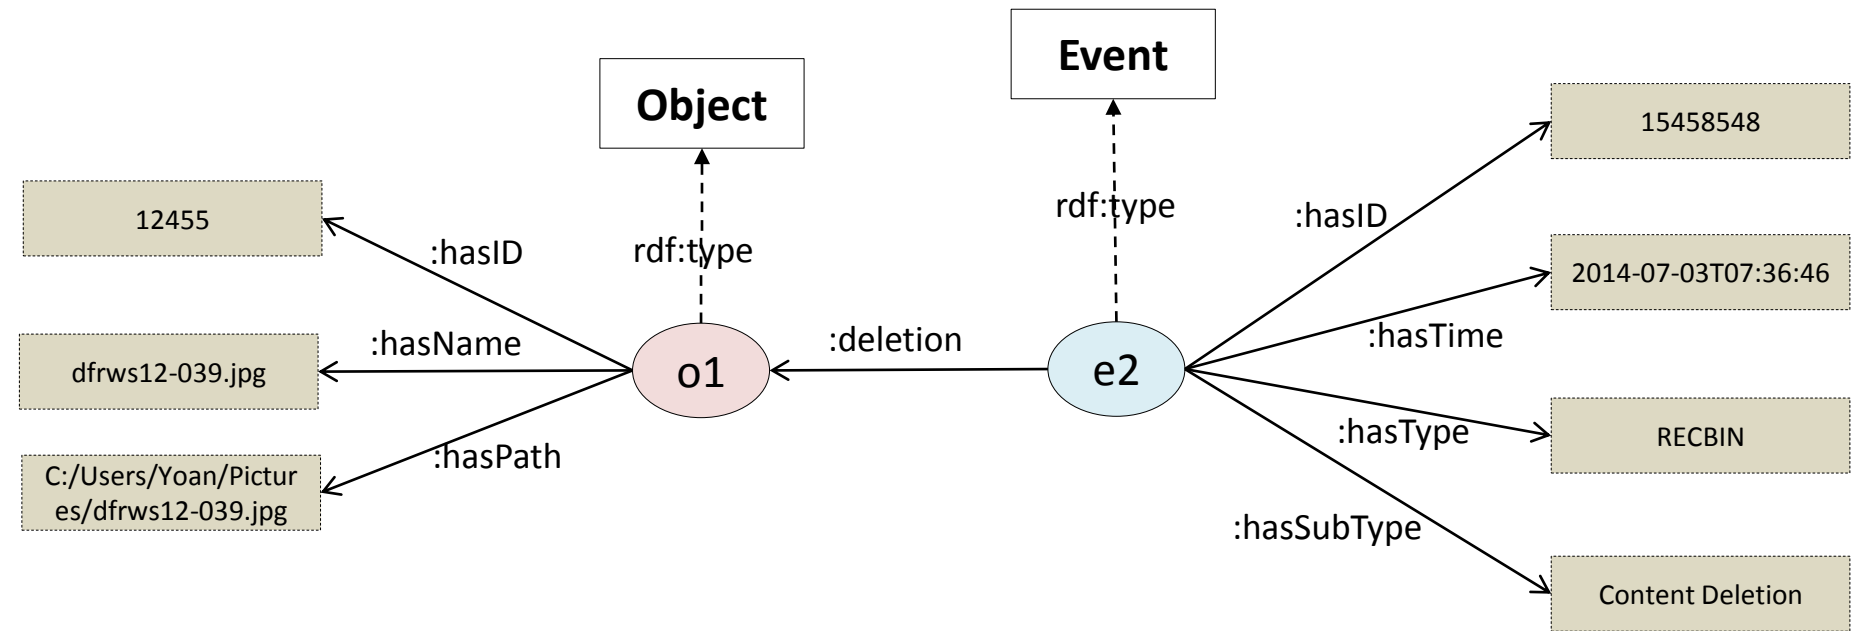 Event
Object
15458548
12455
rdf:type
:hasID
:hasID
rdf:type
2014-07-03T07:36:46
:hasName
:deletion
:hasTime
dfrws12-039.jpg
o1
e2
:hasType
RECBIN
:hasPath
C:/Users/Yoan/Pictur
es/dfrws12-039.jpg
:hasSubType
Content Deletion